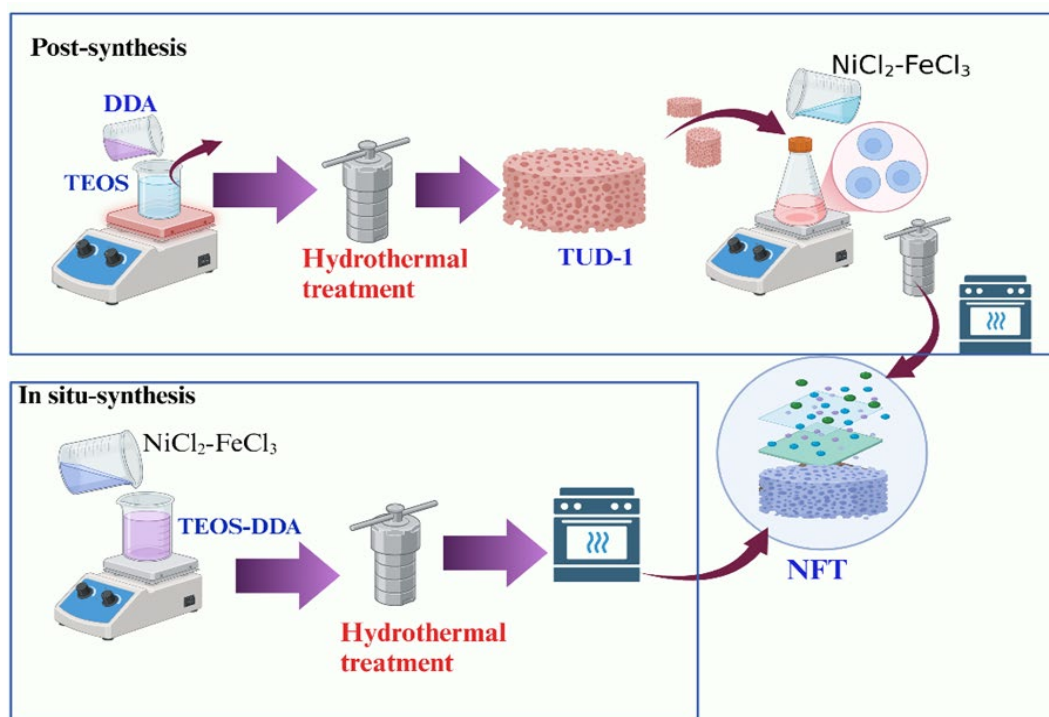 Post-synthesis
NiCl₂-FeCl₃
DDA
TEOS
Hydrothermal
treatment
TUD-1
In situ-synthesis
NiCl₂-FeCl₃
TEOS-DDA
Hydrothermal
treatment
NFT